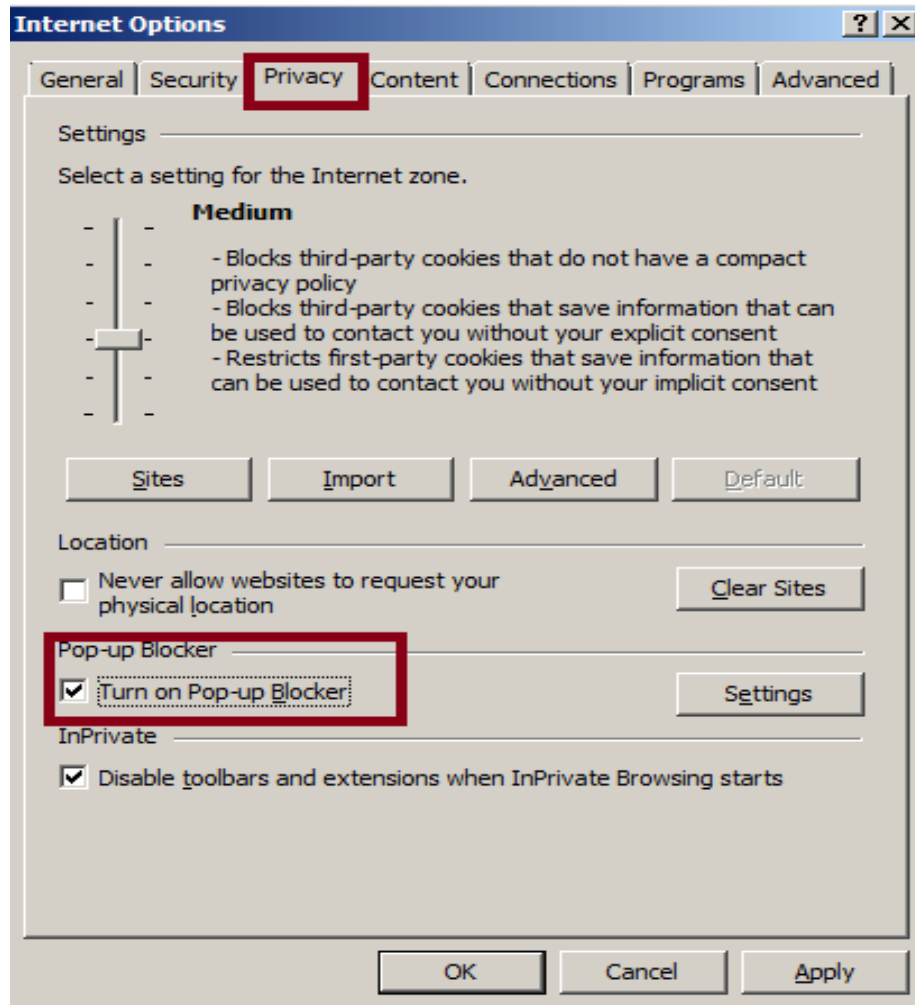 Internet Options
? X
General Security Privacy Content Connections Programs Advanced
Settings
Select a setting for the Internet zone.
Medium
- Blocks third-party cookies that do not have a compact
privacy policy
- Blocks third-party cookies that save information that can
be used to contact you without your explicit consent
- Restricts first-party cookies that save information that
can be used to contact you without your implicit consent
Sites Import Advanced Default
Location
Never allow websites to request your
physical location
Clear Sites
Pop-up Blocker
Turn on Pop-up Blocker Settings
InPrivate
Disable toolbars and extensions when InPrivate Browsing starts
OK Cancel Apply